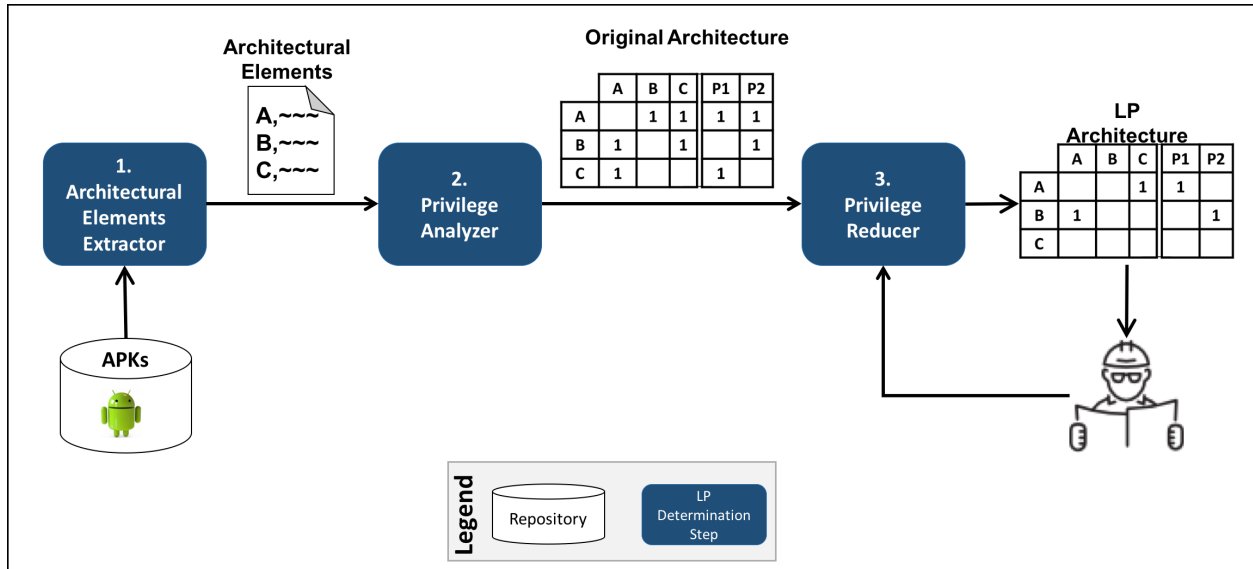 Architectural
Elements
A,~~~
B,~~~
C,~~~
Original Architecture
A B C P1 P2
A 1 1 1 1
B 1 1 1
C 1 1
LP
Architecture
A B C P1 P2
A 1 1
B 1 1
C
1.
Architectural
Elements
Extractor
2.
Privilege
Analyzer
3.
Privilege
Reducer
APKs
Legend
Repository
LP
Determination
Step